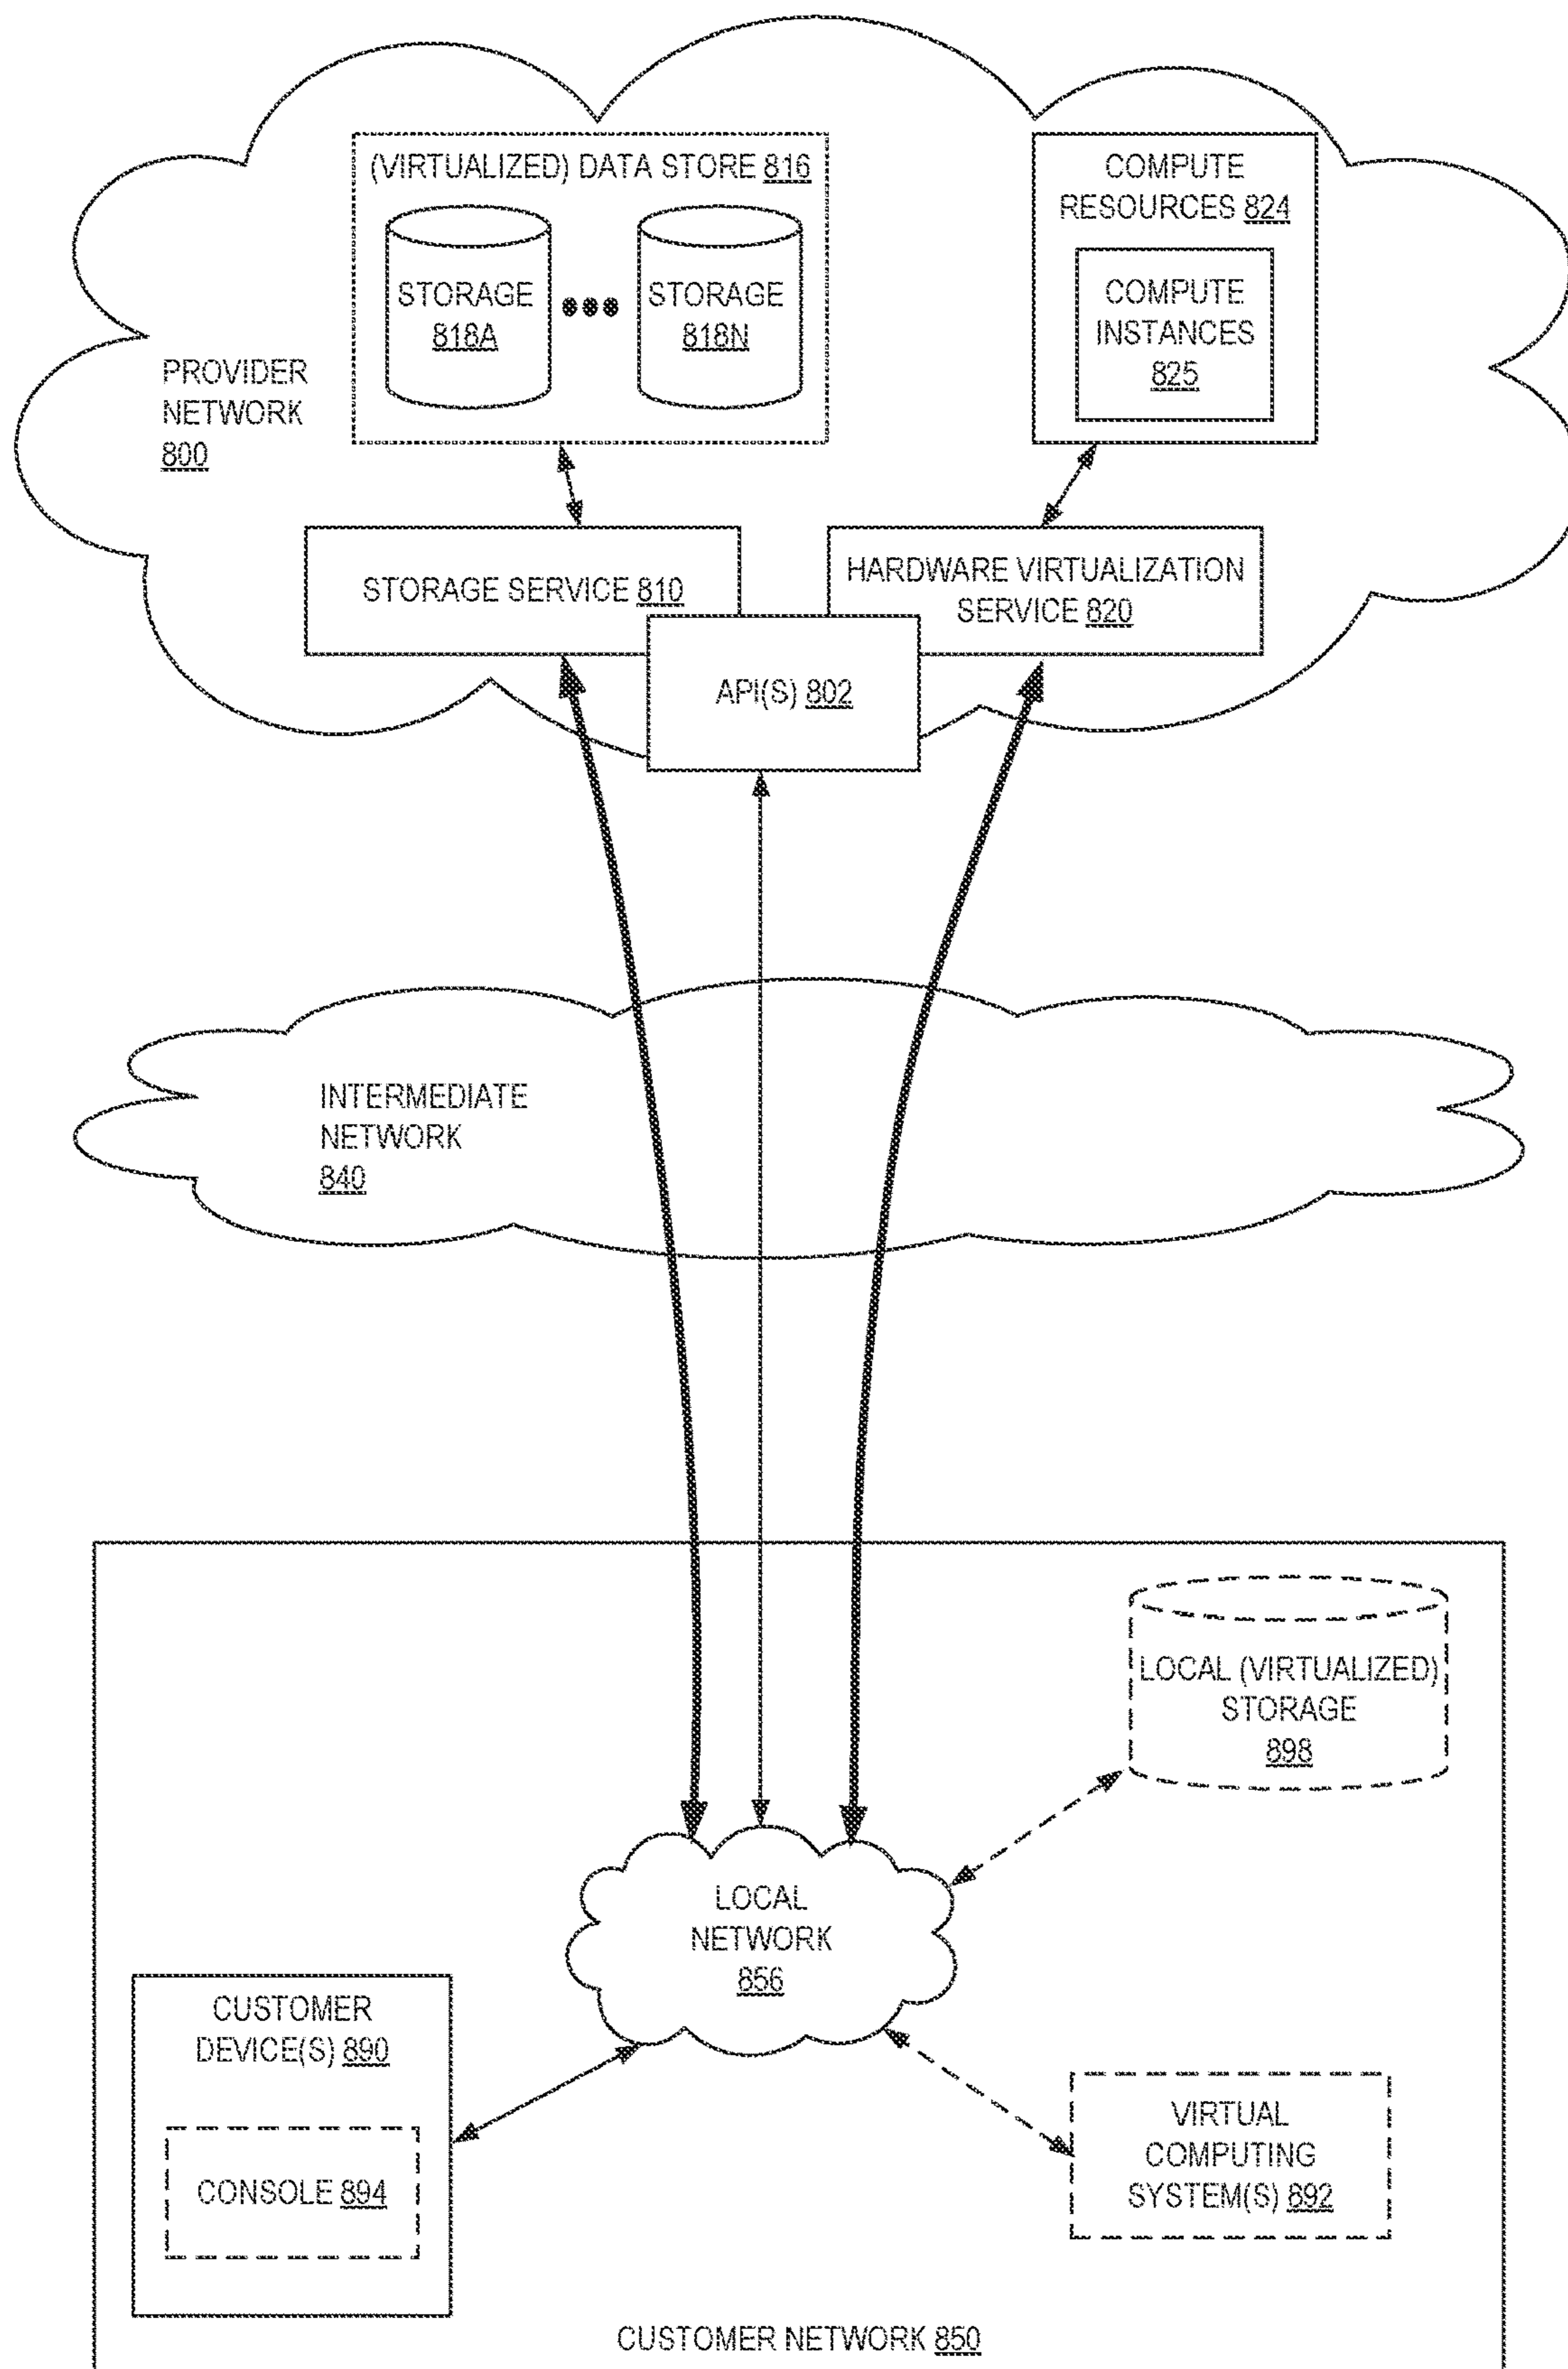 (VIRTUALIZED) DATA STORE 816
STORAGE
818A
STORAGE
818N
COMPUTE
RESOURCES 824
COMPUTE
INSTANCES
825
PROVIDER
NETWORK
800
STORAGE SERVICE 810
HARDWARE VIRTUALIZATION
SERVICE 820
API(S) 802
INTERMEDIATE
NETWORK
840
LOCAL (VIRTUALIZED)
STORAGE
898
LOCAL
NETWORK
856
CUSTOMER
DEVICE(S) 890
CONSOLE 894
VIRTUAL
COMPUTING
SYSTEM(S) 892
CUSTOMER NETWORK 850